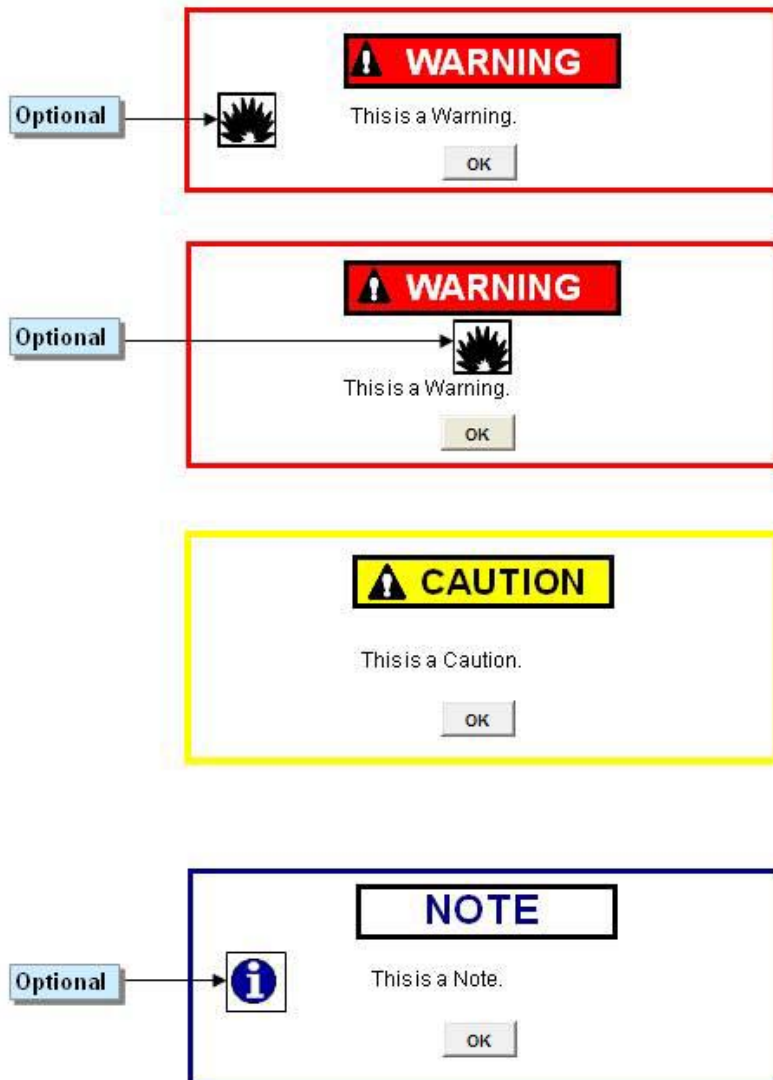 WARNING
Optional
This is a Warning.
OK
WARNING
Optional
This is a Warning.
OK
CAUTION
This is a Caution.
OK
NOTE
Optional
This is a Note.
OK